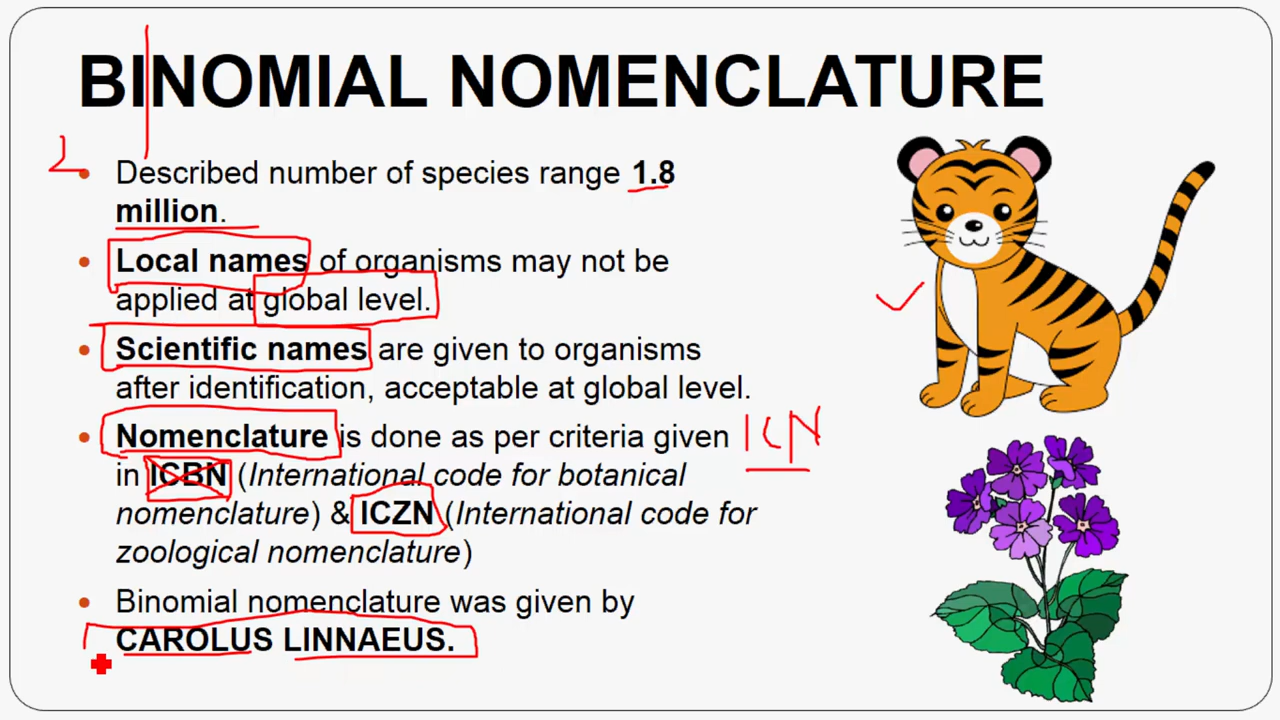 BINOMIAL NOMENCLATURE
2
• Described number of species range 1.8
million.
• Local names of organisms may not be
applied at global level.
• Scientific names are given to organisms
after identification, acceptable at global level.
• Nomenclature is done as per criteria given ICN
in ICBN (International code for botanical
nomenclature) & ICZN (International code for
zoological nomenclature)
• Binomial nomenclature was given by
CAROLUS LINNAEUS.